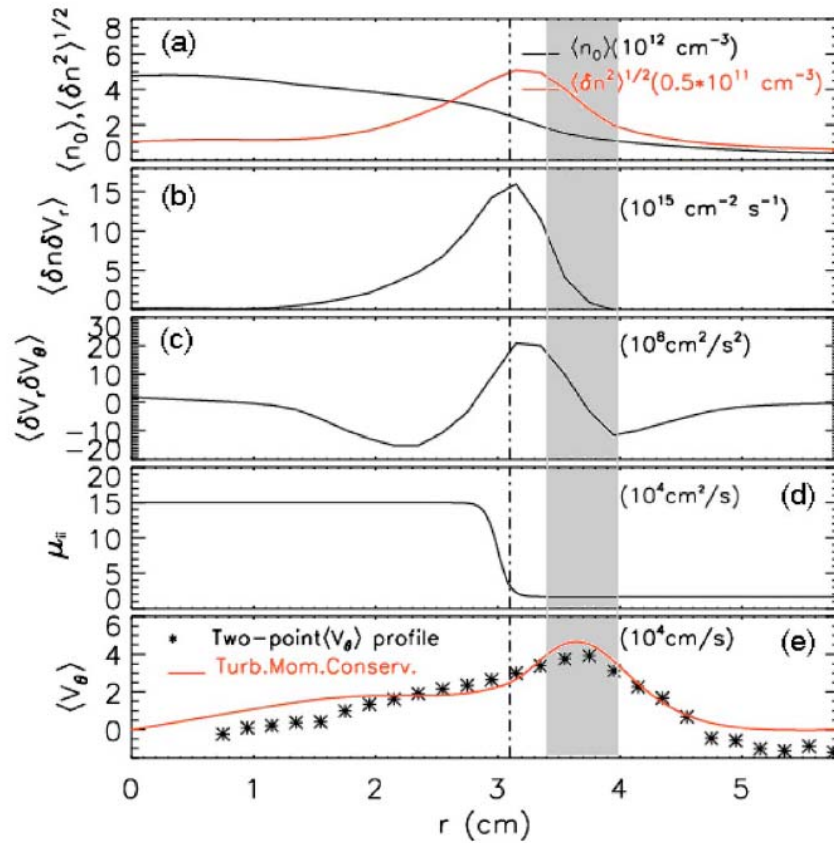 (a)
⟨n₀⟩,⟨δn²⟩^1/2
8
6
4
2
0
⟨n₀⟩(10¹² cm⁻³)
⟨δn²⟩^1/2(0.5*10¹¹ cm⁻³)
(b)
⟨δnδVᵣ⟩
15
10
5
0
(10¹⁵ cm⁻² s⁻¹)
(c)
⟨δVᵣδV_θ⟩
30
20
10
0
−10
−20
(10⁸cm²/s²)
(d)
μᵢᵢ
20
15
10
5
0
(10⁴cm²/s)
(e)
⟨V_θ⟩
6
4
2
0
* Two−point⟨V_θ⟩ profile
Turb.Mom.Conserv.
(10⁴cm/s)
0 1 2 3 4 5
r (cm)